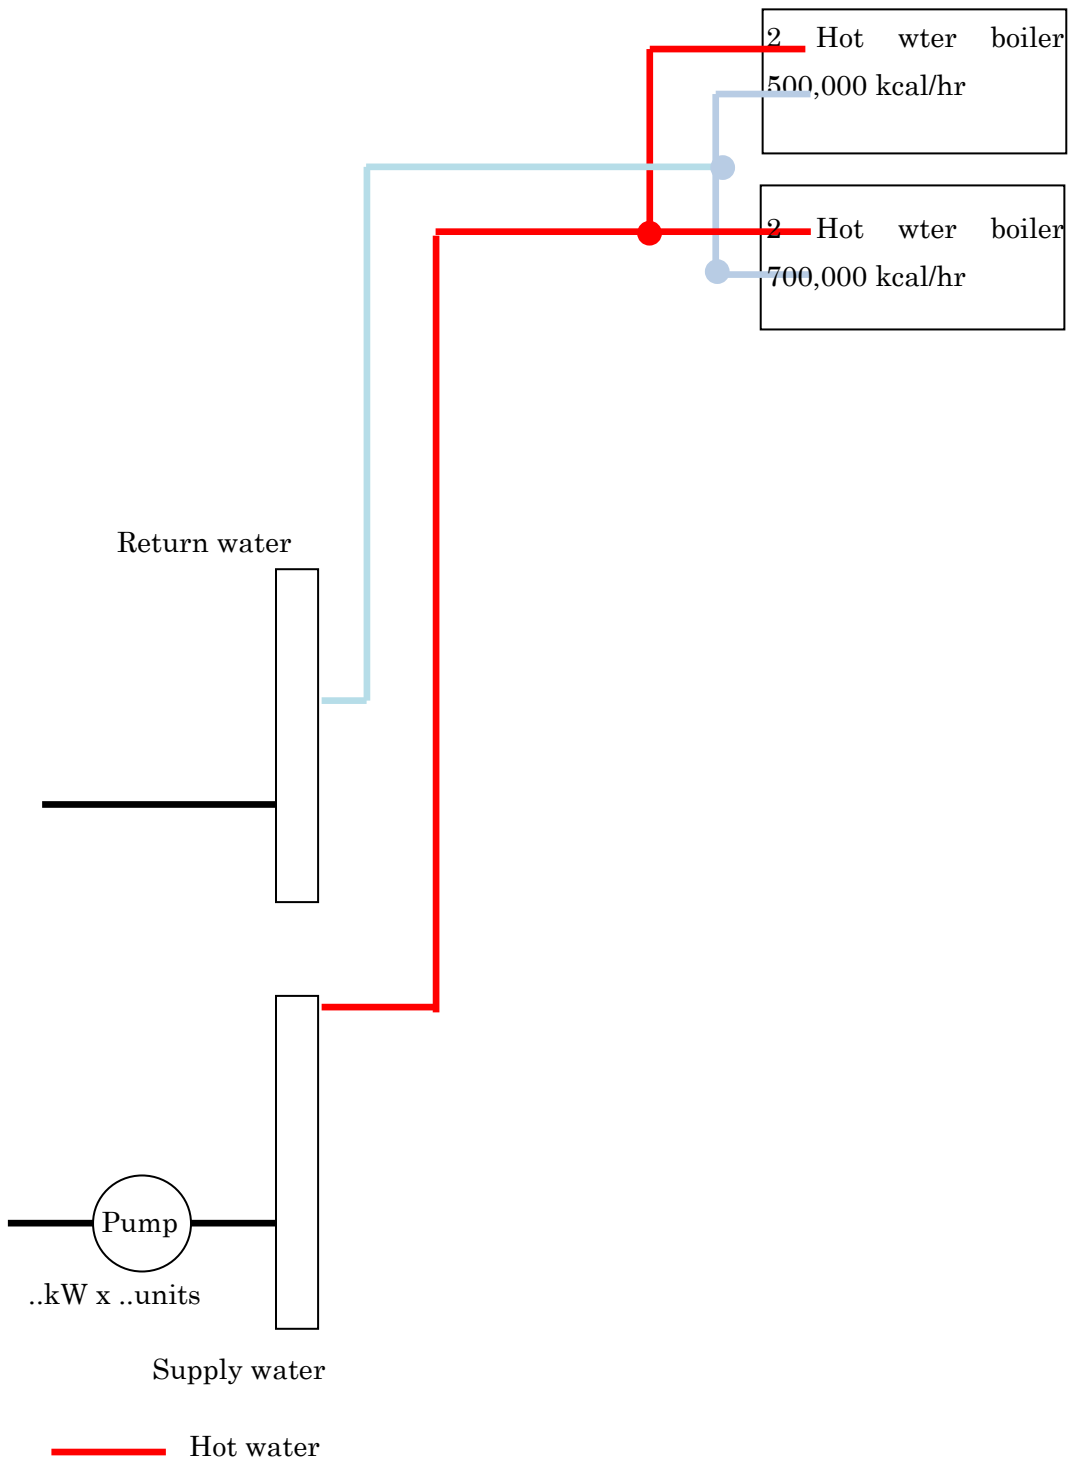 2 Hot wter boiler
500,000 kcal/hr
2 Hot wter boiler
700,000 kcal/hr
Return water
Pump
..kW x ..units
Supply water
Hot water